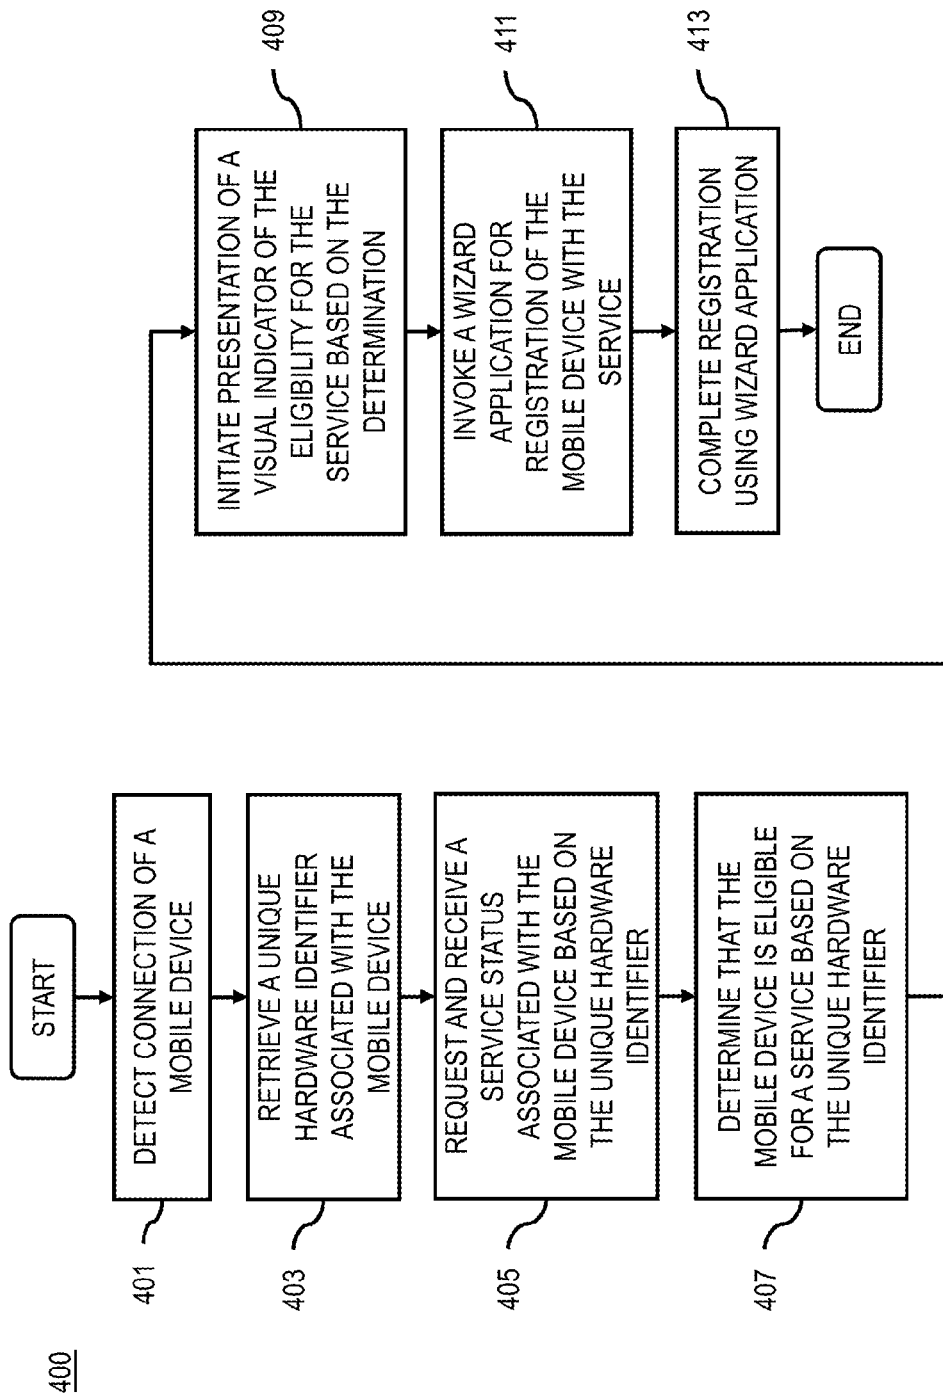 400
START
401
DETECT CONNECTION OF A
MOBILE DEVICE
403
RETRIEVE A UNIQUE
HARDWARE IDENTIFIER
ASSOCIATED WITH THE
MOBILE DEVICE
405
REQUEST AND RECEIVE A
SERVICE STATUS
ASSOCIATED WITH THE
MOBILE DEVICE BASED ON
THE UNIQUE HARDWARE
IDENTIFIER
407
DETERMINE THAT THE
MOBILE DEVICE IS ELIGIBLE
FOR A SERVICE BASED ON
THE UNIQUE HARDWARE
IDENTIFIER
INITIATE PRESENTATION OF A
VISUAL INDICATOR OF THE
ELIGIBILITY FOR THE
SERVICE BASED ON THE
DETERMINATION
409
INVOKE A WIZARD
APPLICATION FOR
REGISTRATION OF THE
MOBILE DEVICE WITH THE
SERVICE
411
COMPLETE REGISTRATION
USING WIZARD APPLICATION
413
END